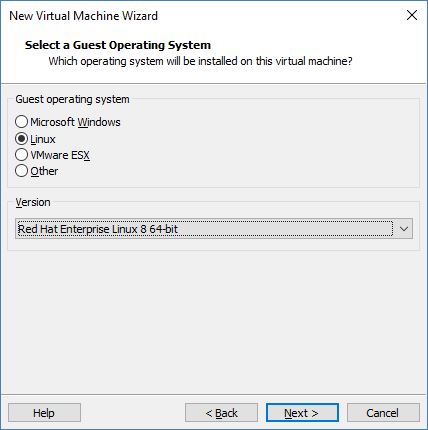 New Virtual Machine Wizard
Select a Guest Operating System
Which operating system will be installed on this virtual machine?
Guest operating system
Microsoft Windows
Linux
VMware ESX
Other
Version
Red Hat Enterprise Linux 8 64-bit
Help
< Back
Next >
Cancel